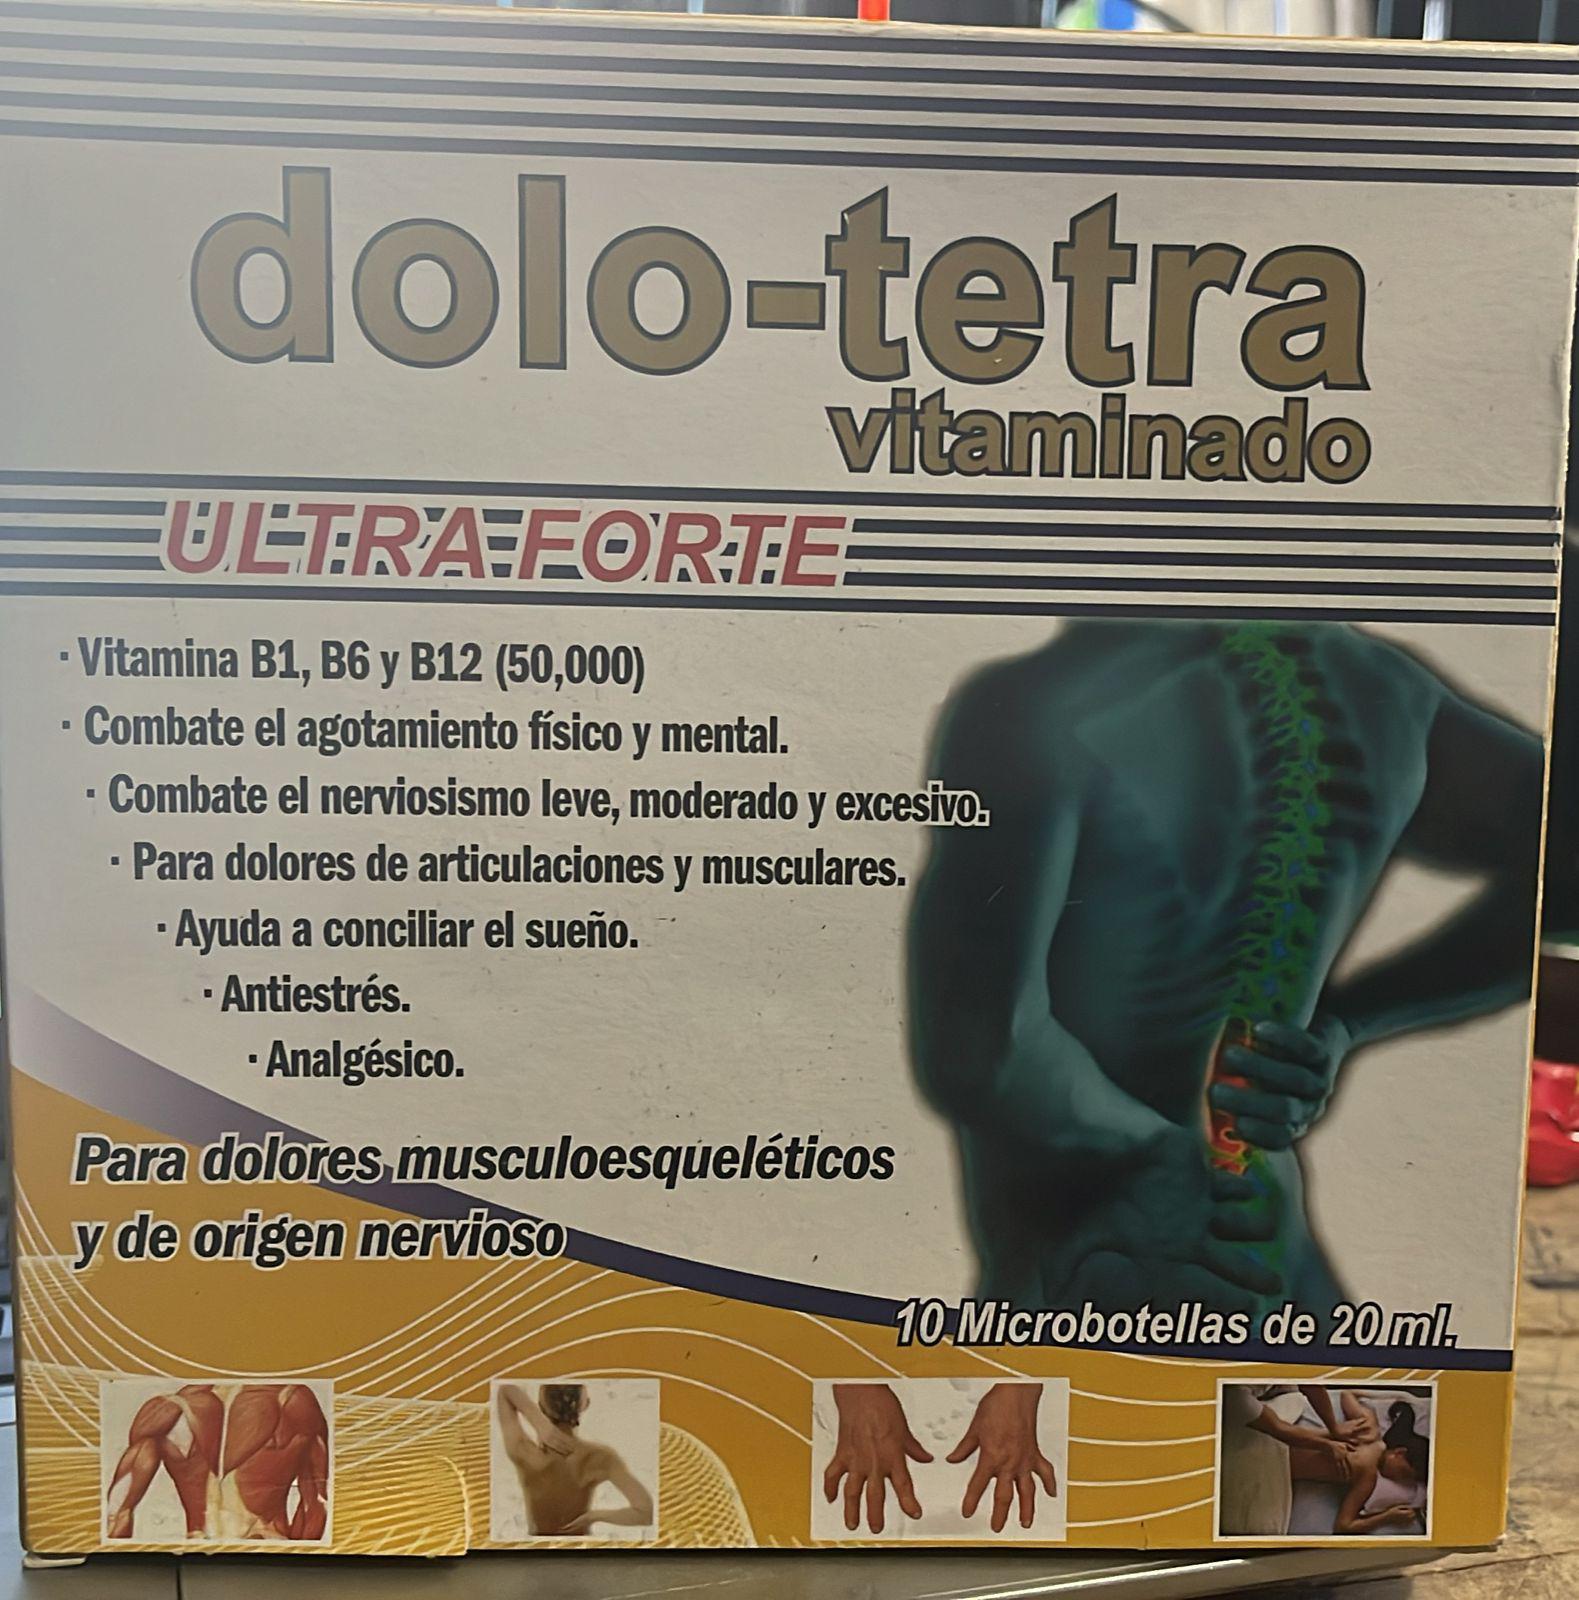 dolo-tetra
vitaminado
ULTRA FORTE
· Vitamina B1, B6 y B12 (50,000)
· Combate el agotamiento físico y mental.
· Combate el nerviosismo leve, moderado y excesivo.
· Para dolores de articulaciones y musculares.
· Ayuda a conciliar el sueño.
· Antiestrés.
· Analgésico.
Para dolores musculoesqueléticos
y de origen nervioso
10 Microbotellas de 20 ml.